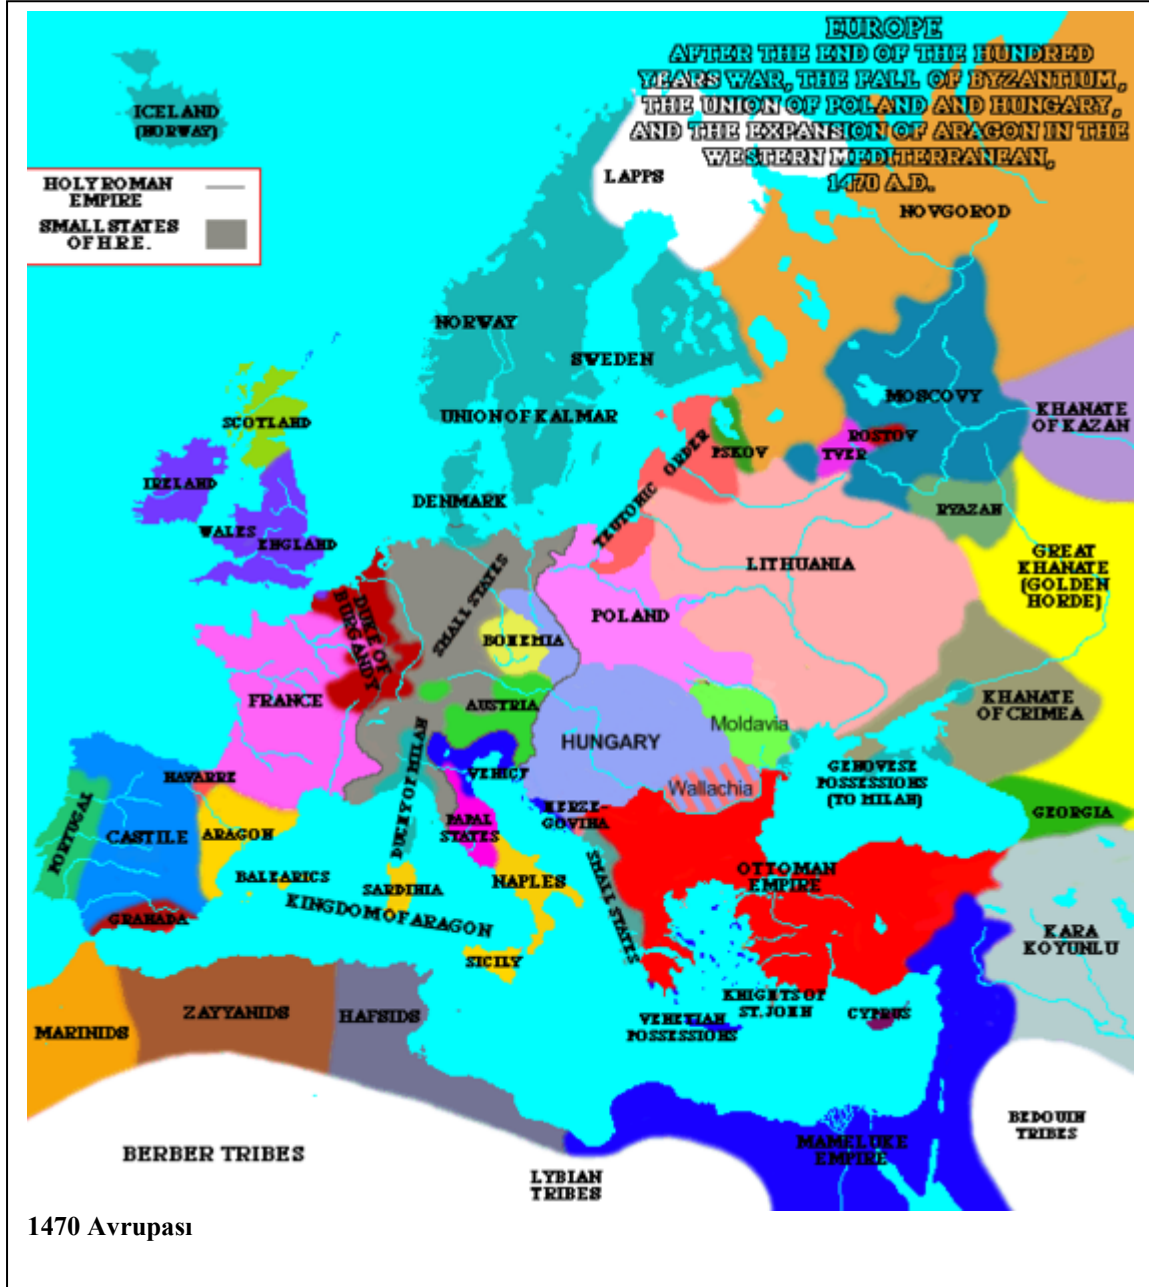 EUROPE
AFTER THE END OF THE HUNDRED
YEARS WAR, THE FALL OF BYZANTIUM,
THE UNION OF POLAND AND HUNGARY,
AND THE EXPANSION OF ARAGON IN THE
WESTERN MEDITERRANEAN,
1470 A.D.
ICELAND
(NORWAY)
HOLY ROMAN
EMPIRE
SMALL STATES
OF H.R.E.
LAPPS
NOVGOROD
NORWAY
SWEDEN
UNION OF KALMAR
DENMARK
SCOTLAND
IRELAND
WALES
ENGLAND
MOSCOVY
KHANATE
OF KAZAN
ROSTOV
TVER
PSKOV
TEUTORIC ORDER
RYAZAN
LITHUANIA
GREAT
KHANATE
(GOLDEN
HORDE)
SMALL STATES
DUKE OF
BURGANDY
POLAND
BOHEMIA
FRANCE
AUSTRIA
KHANATE
OF CRIMEA
Moldavia
HUNGARY
DUCHY OF MILAN
VENICE
Wallachia
GENOVESE
POSSESSIONS
(TO MILAN)
GEORGIA
NAVARRE
PORTUGAL
CASTILE
ARAGON
PAPAL
STATES
HERZE-
GOVINA
SMALL STATES
OTTOMAN
EMPIRE
BALEARICS
SARDINIA
NAPLES
KINGDOM OF ARAGON
GRANADA
SICILY
KARA
KOYUNLU
MARINIDS
ZAYYANIDS
HAFSIDS
VENETIAN
POSSESSIONS
KNIGHTS OF
ST. JOHN
CYPRUS
BERBER TRIBES
LYBIAN
TRIBES
MAMELUKE
EMPIRE
BEDOUIN
TRIBES
1470 Avrupası